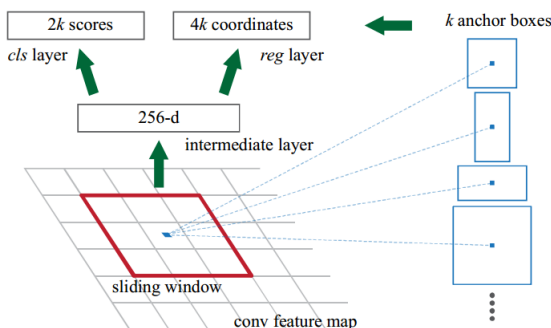 2k scores
4k coordinates
k anchor boxes
cls layer
reg layer
256-d
intermediate layer
sliding window
conv feature map